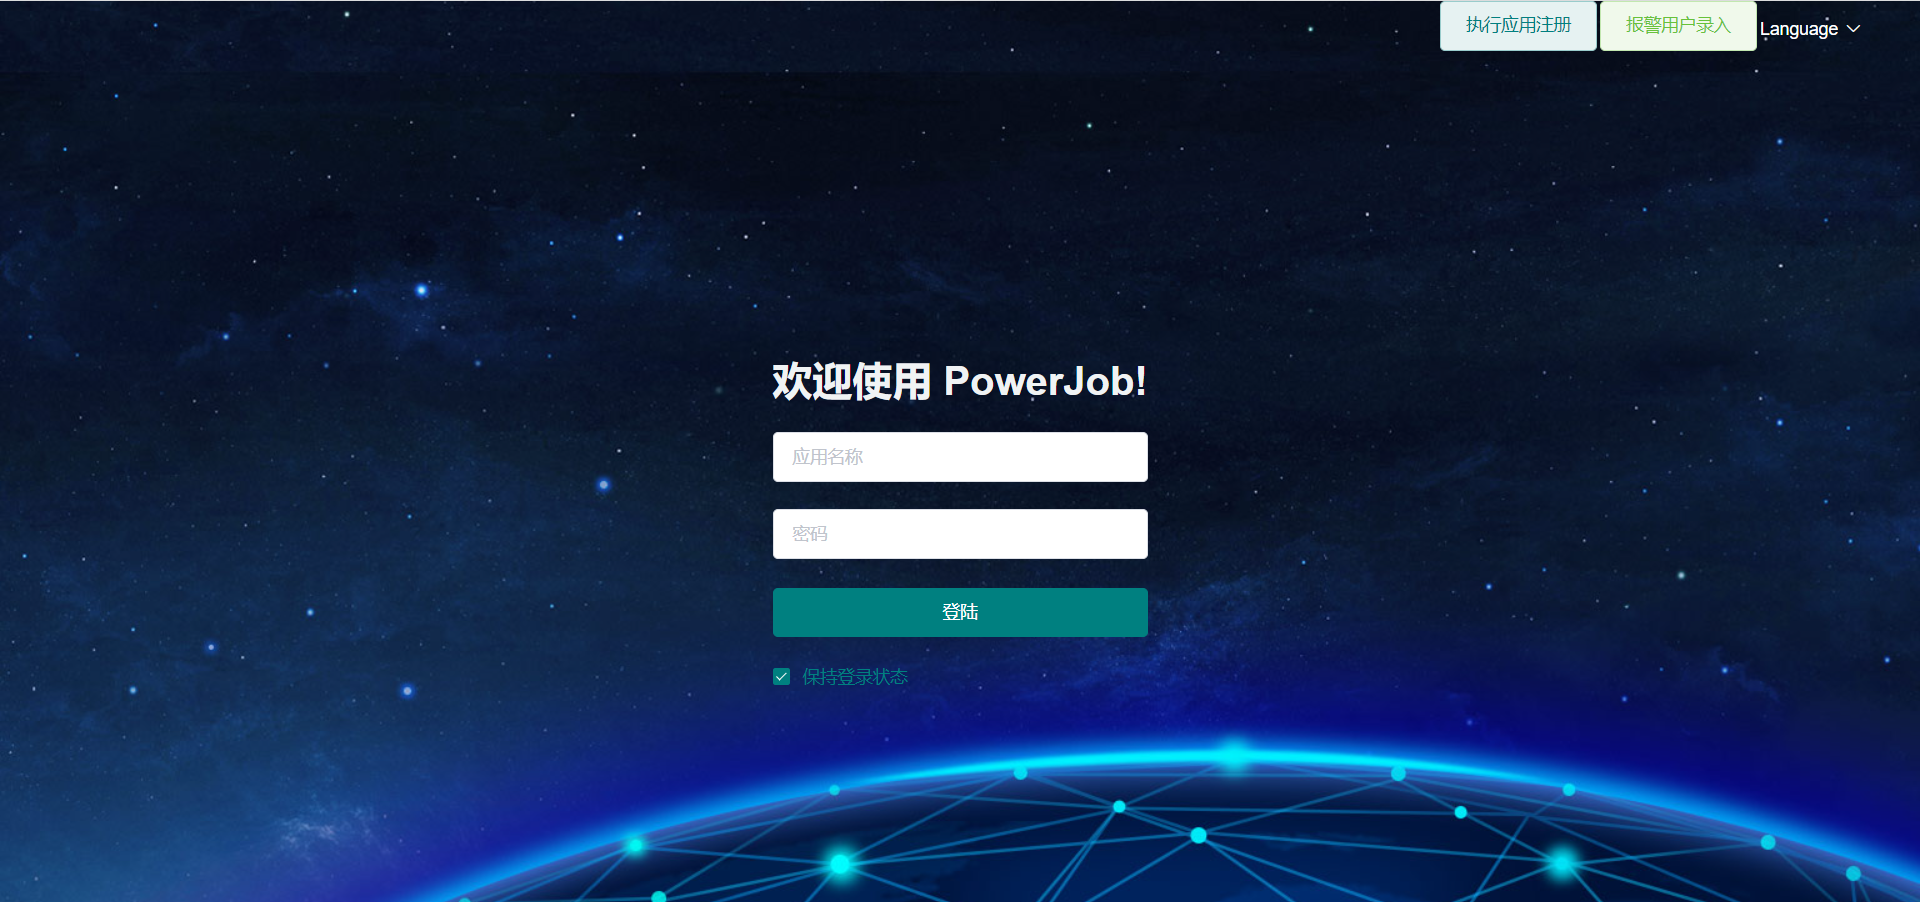 执行应用注册
报警用户录入
Language
欢迎使用 PowerJob!
应用名称
密码
登陆
保持登录状态